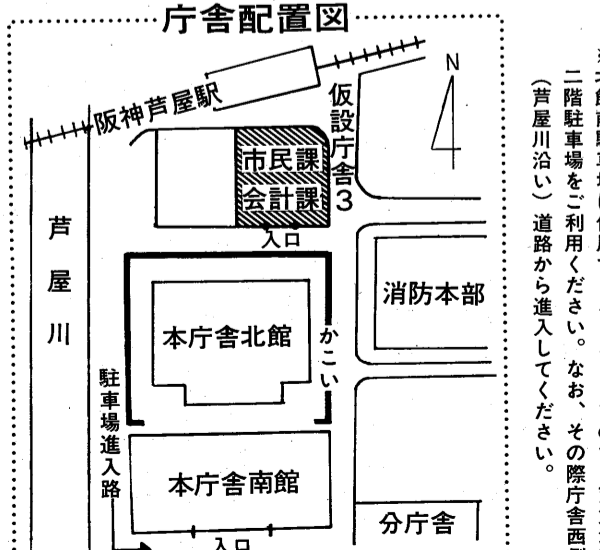 庁舎配置図
N
阪神芦屋駅
仮設庁舎3
市民課
会計課
入口
芦屋川
消防本部
本庁舎北館
かこい
駐車場進入路
本庁舎南館
入口
分庁舎
二階駐車場をご利用ください。なお、その際庁舎西側
(芦屋川沿い)道路から進入してください。